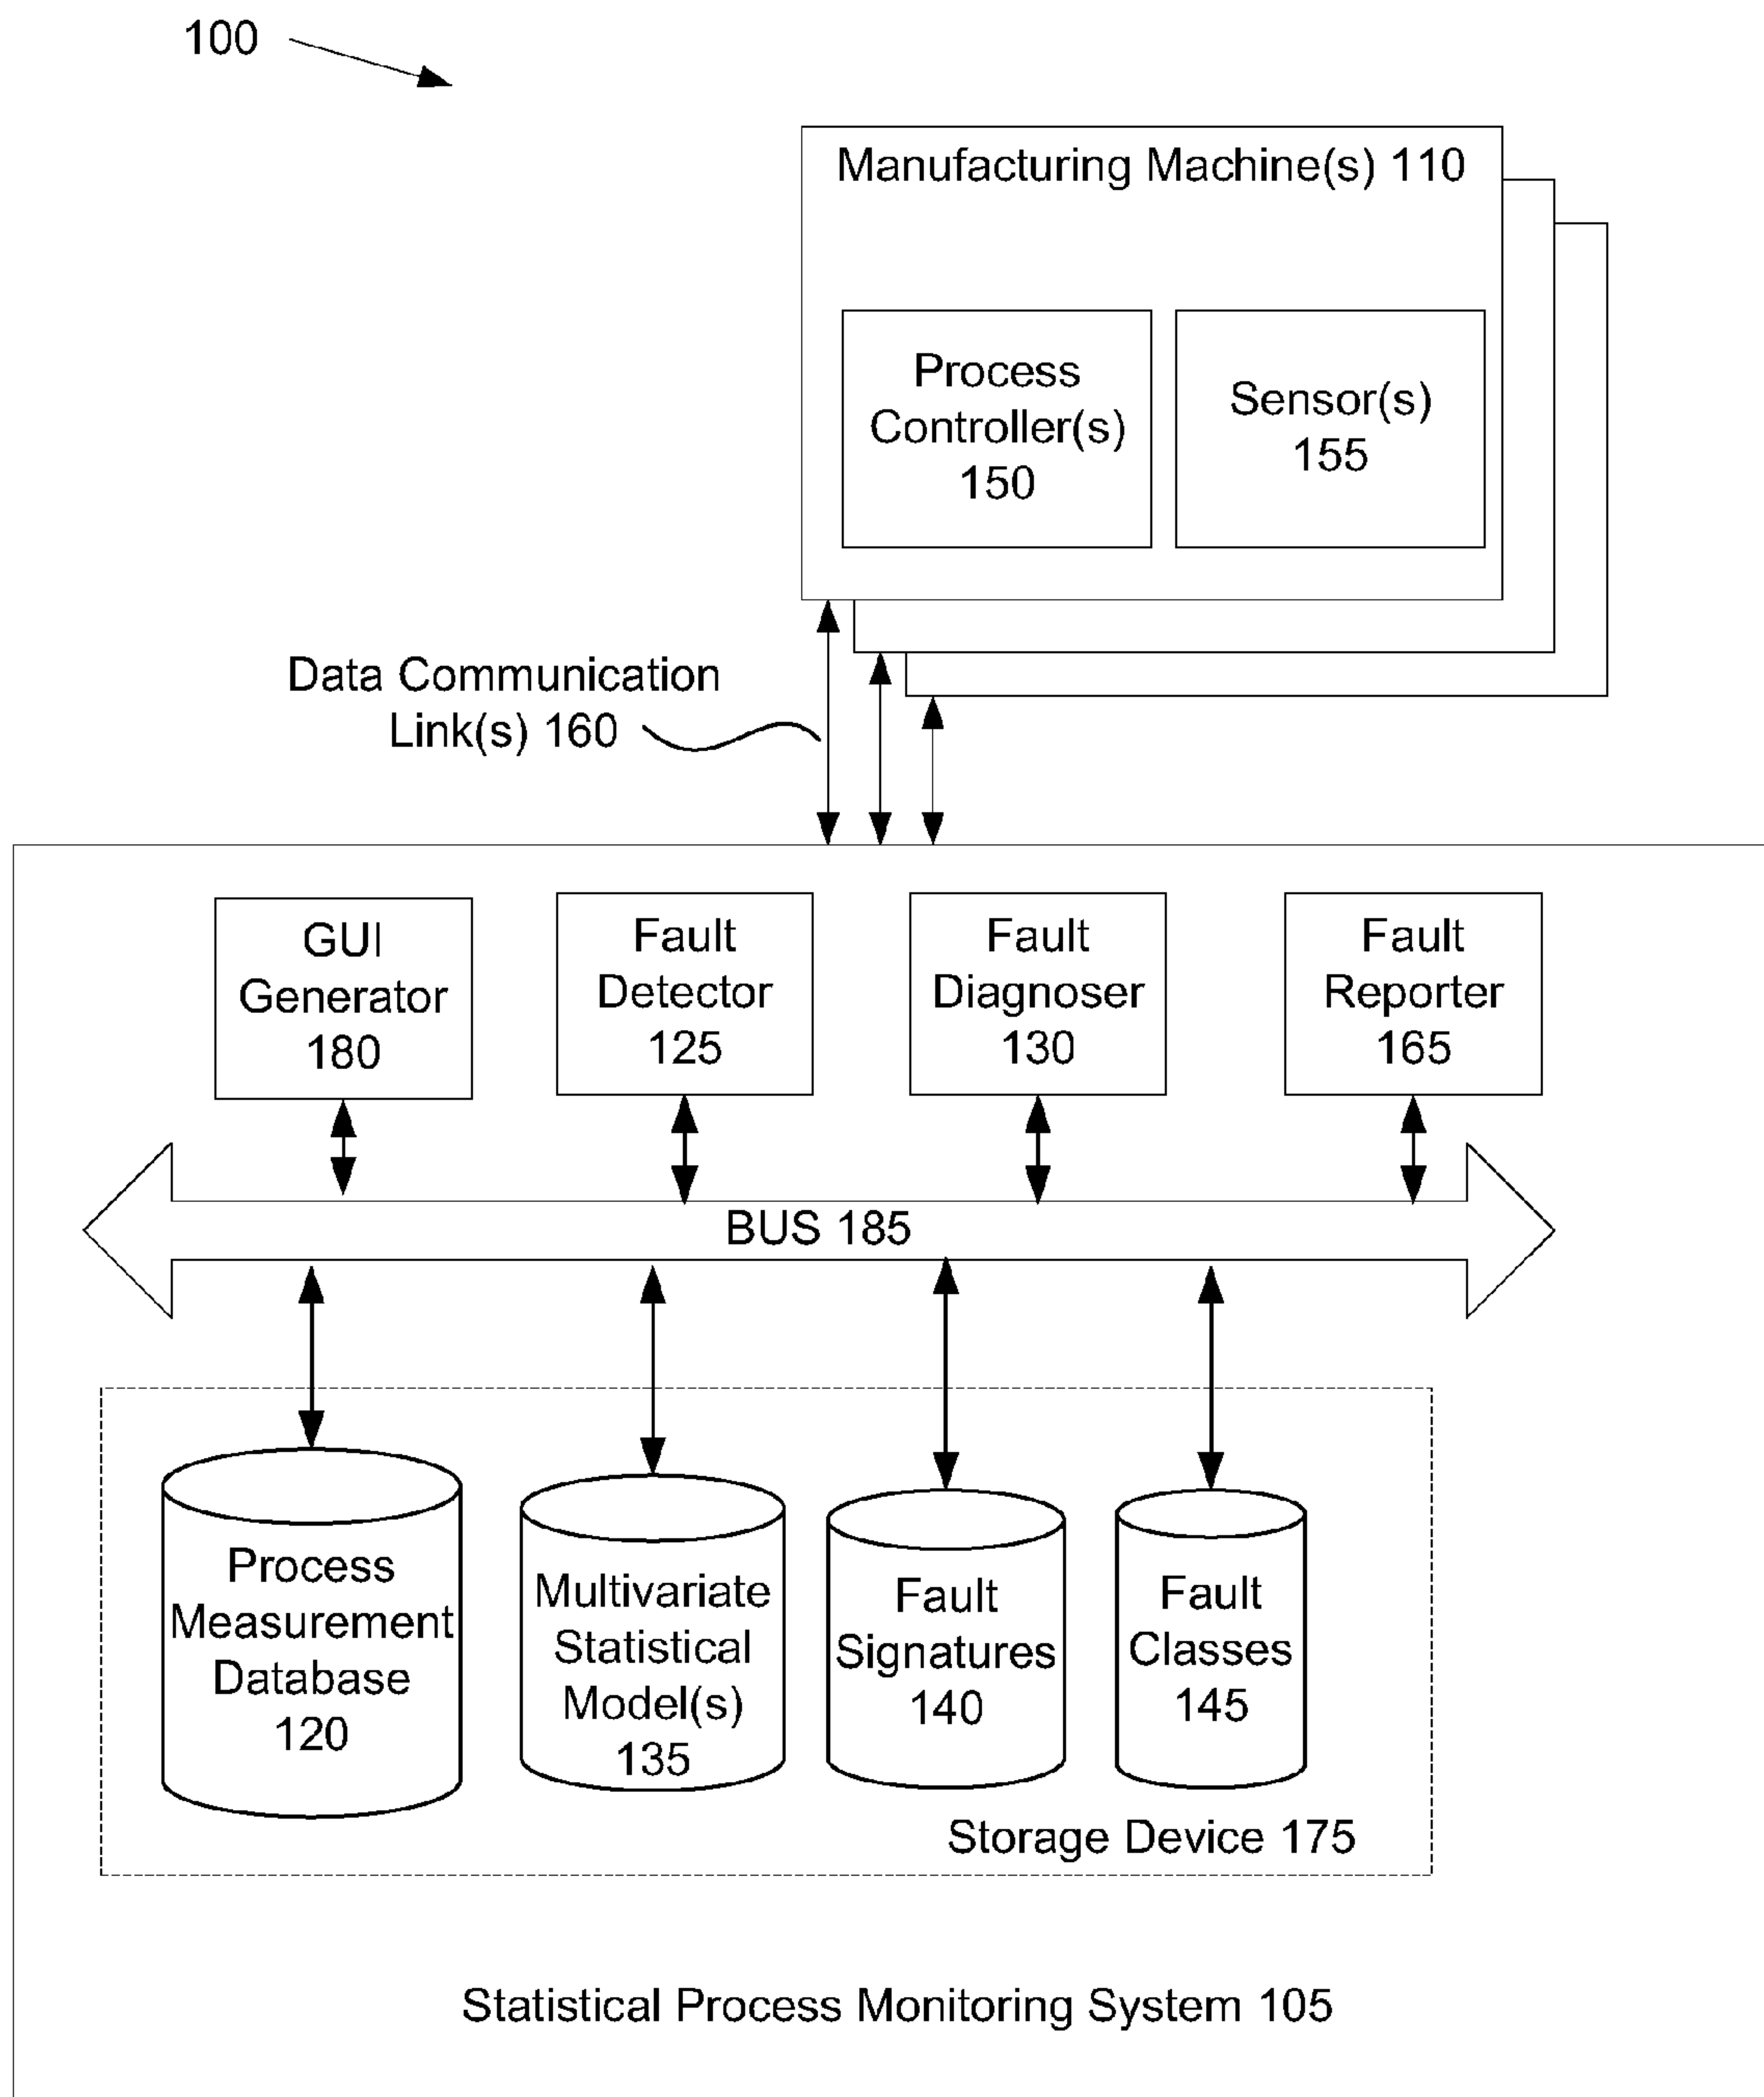 100
Manufacturing Machine(s) 110
Process
Controller(s)
150
Sensor(s)
155
Data Communication
Link(s) 160
GUI
Generator
180
Fault
Detector
125
Fault
Diagnoser
130
Fault
Reporter
165
BUS 185
Process
Measurement
Database
120
Multivariate
Statistical
Model(s)
135
Fault
Signatures
140
Fault
Classes
145
Storage Device 175
Statistical Process Monitoring System 105